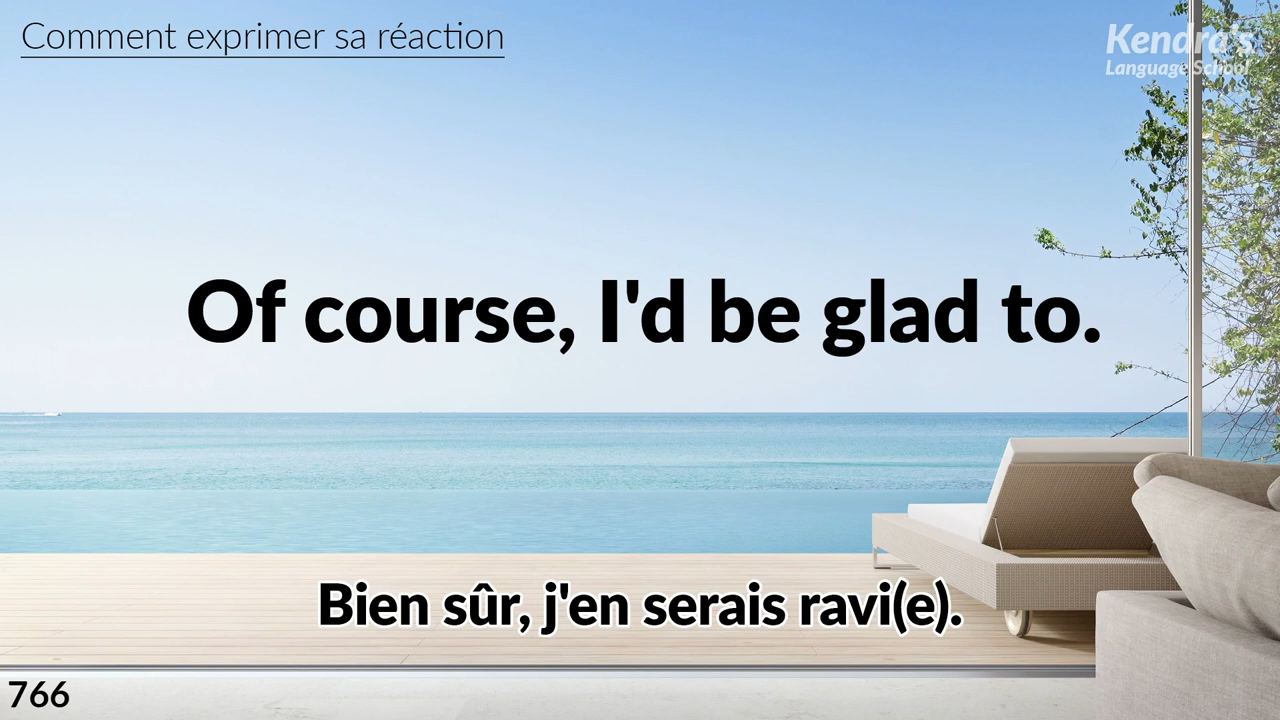 Comment exprimer sa réaction
Kendra's
Language School
Of course, I'd be glad to.
Bien sûr, j'en serais ravi(e).
766